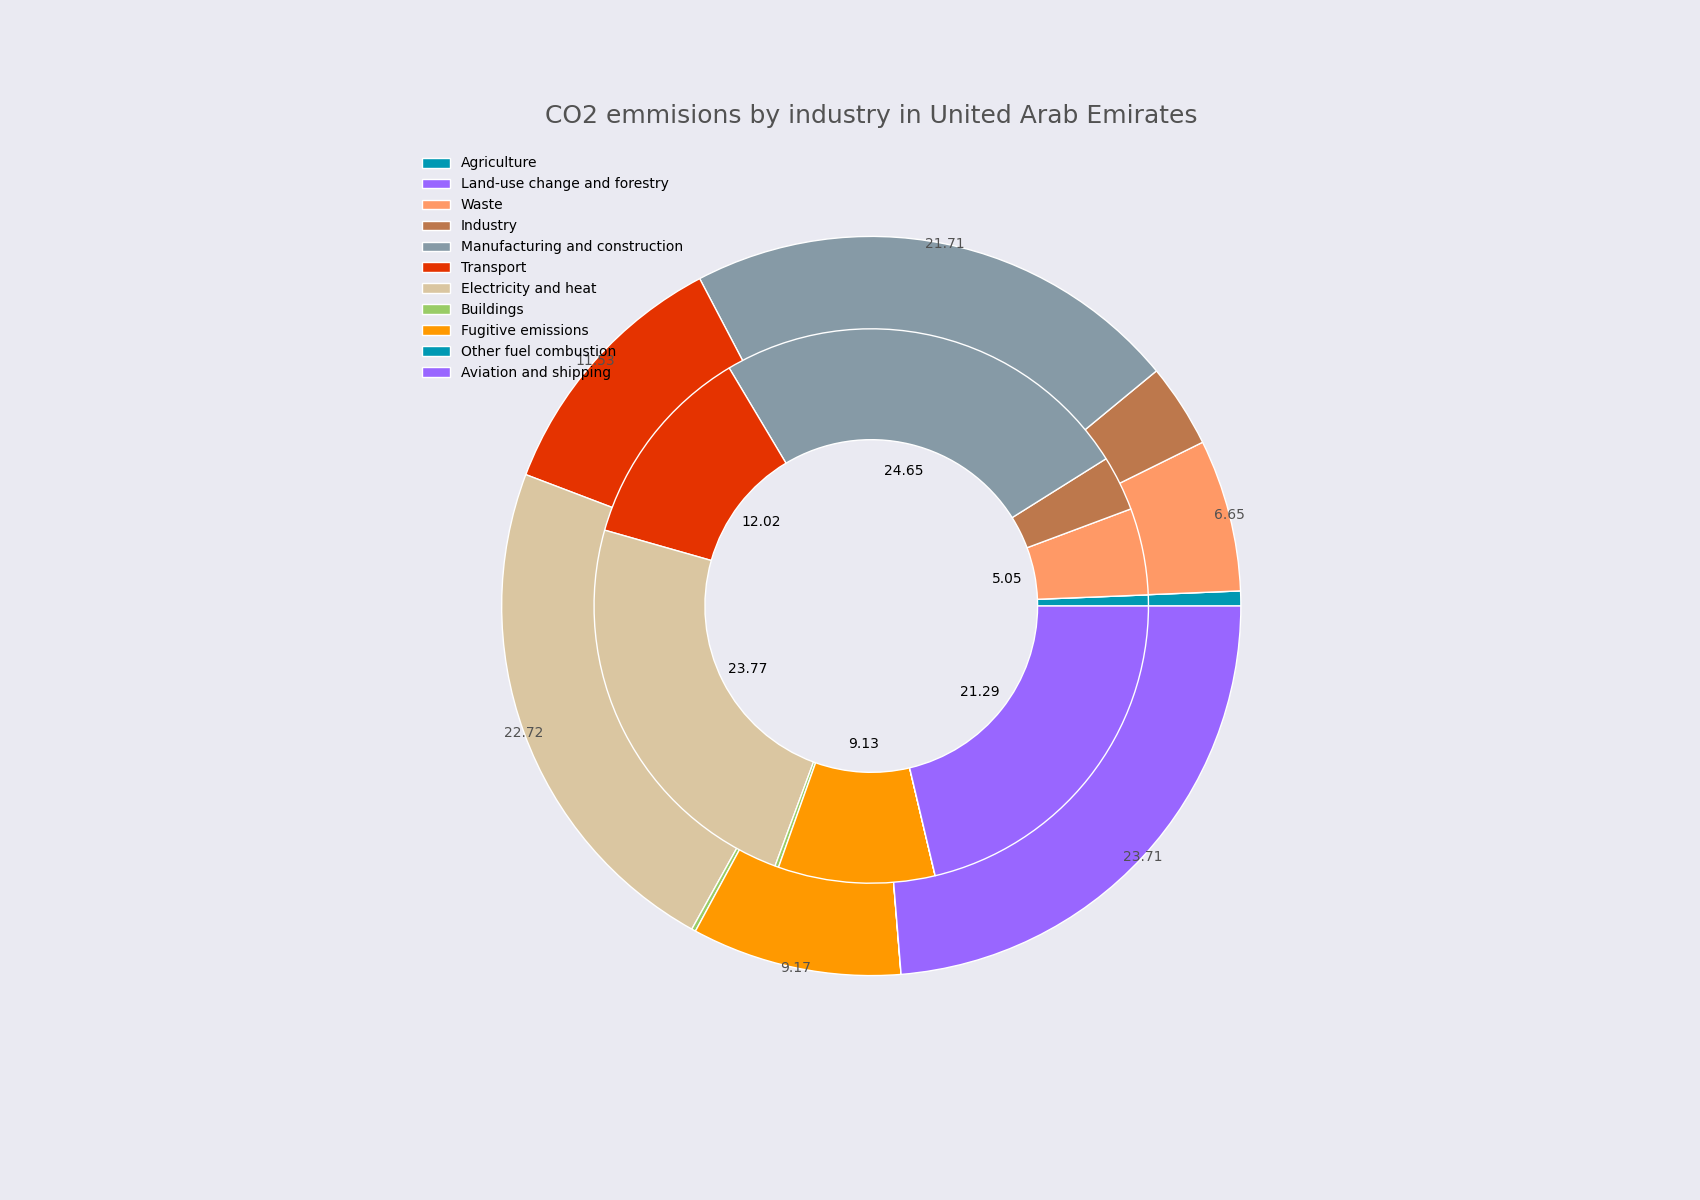 CO2 emmisions by industry in United Arab Emirates
Agriculture
Land-use change and forestry
Waste
Industry
Manufacturing and construction
Transport
Electricity and heat
Buildings
Fugitive emissions
Other fuel combustion
Aviation and shipping
21.71
6.65
22.72
9.17
23.71
24.65
12.02
5.05
23.77
21.29
9.13